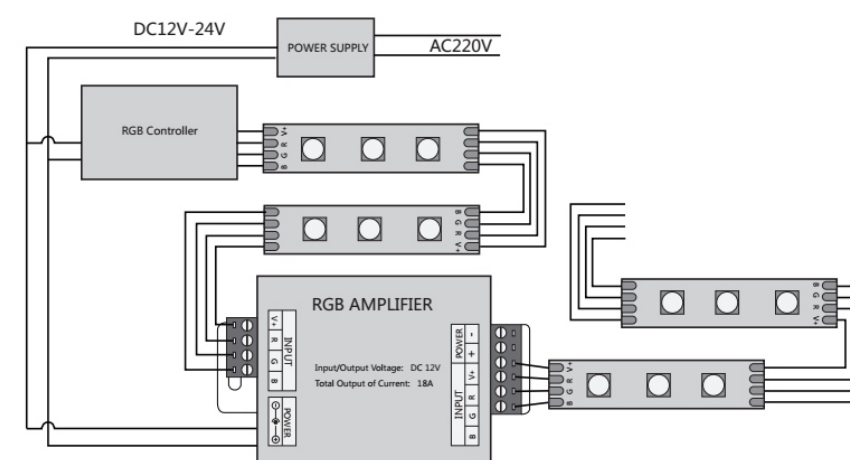 DC12V-24V
POWER SUPPLY
AC220V
RGB Controller
V+
R
G
B
B
G
R
V+
RGB AMPLIFIER
V+
R
G
B
INPUT
Input/Output Voltage: DC 12V
Total Output of Current: 18A
POWER
POWER
- +
INPUT
V+
R
G
B
B
G
R
V+
V+
R
G
B